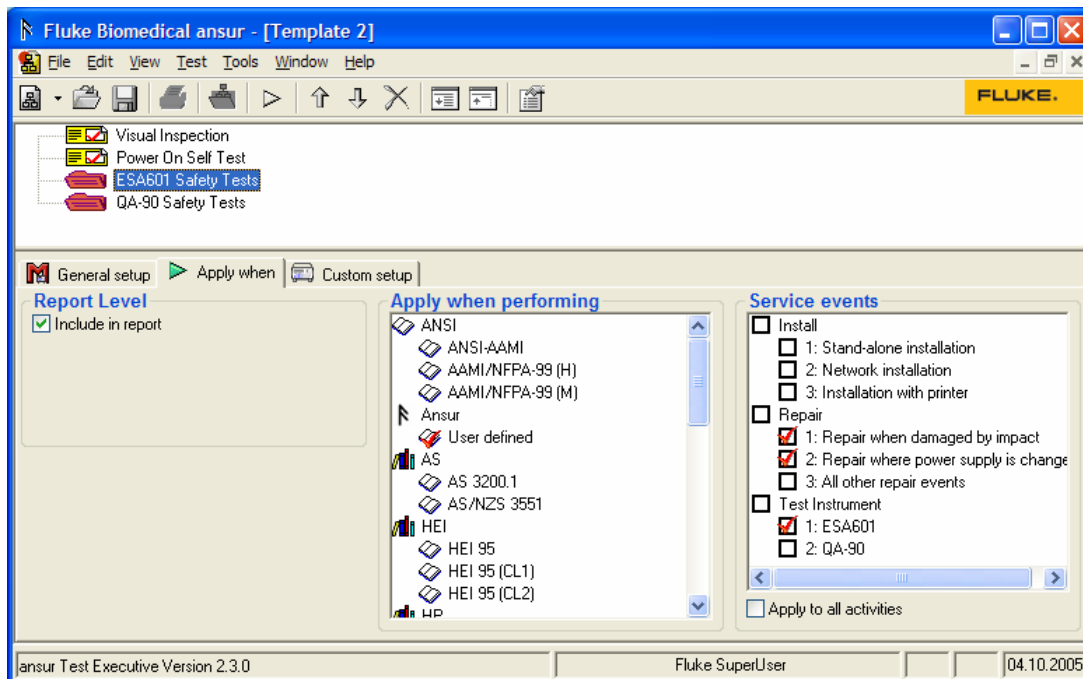 Fluke Biomedical ansur - [Template 2]
File Edit View Test Tools Window Help
FLUKE.
Visual Inspection
Power On Self Test
ESA601 Safety Tests
QA-90 Safety Tests
General setup
Apply when
Custom setup
Report Level
Include in report
Apply when performing
ANSI
ANSI-AAMI
AAMI/NFPA-99 (H)
AAMI/NFPA-99 (M)
Ansur
User defined
AS
AS 3200.1
AS/NZS 3551
HEI
HEI 95
HEI 95 (CL1)
HEI 95 (CL2)
HP
Service events
Install
1: Stand-alone installation
2: Network installation
3: Installation with printer
Repair
1: Repair when damaged by impact
2: Repair where power supply is change
3: All other repair events
Test Instrument
1: ESA601
2: QA-90
Apply to all activities
ansur Test Executive Version 2.3.0
Fluke SuperUser
04.10.2005